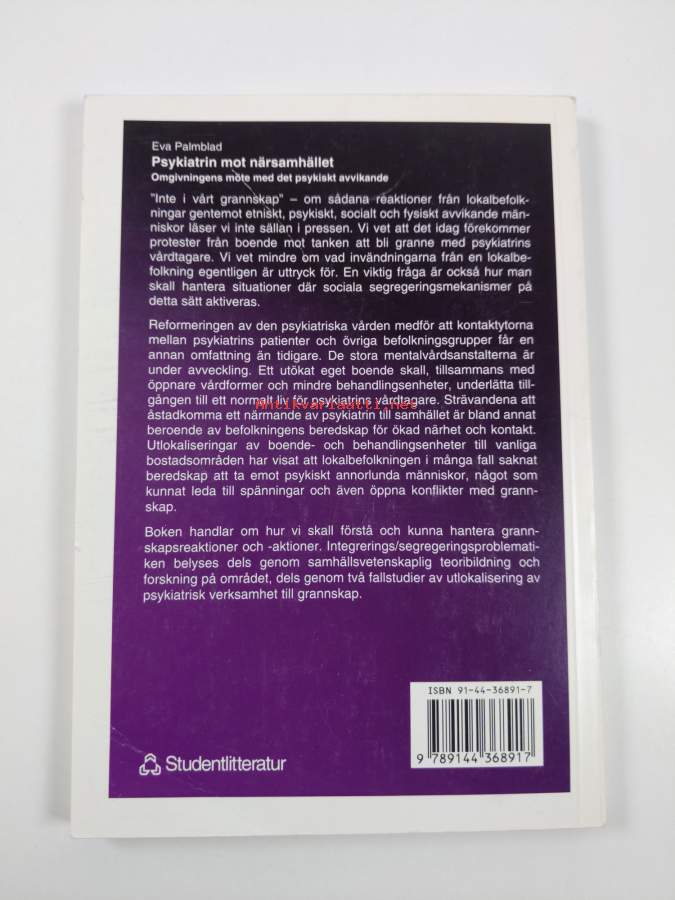 Eva Palmblad
Psykiatrin mot närsamhället
Omgivningens möte med det psykiskt avvikande
"Inte i vårt grannskap" – om sådana reaktioner från lokalbefolk-
ningar gentemot etniskt, psykiskt, socialt och fysiskt avvikande män-
niskor läser vi inte sällan i pressen. Vi vet att det idag förekommer
protester från boende mot tanken att bli granne med psykiatrins
vårdtagare. Vi vet mindre om vad invändningarna från en lokalbe-
folkning egentligen är uttryck för. En viktig fråga är också hur man
skall hantera situationer där sociala segregeringsmekanismer på
detta sätt aktiveras.
Reformeringen av den psykiatriska vården medför att kontaktytorna
mellan psykiatrins patienter och övriga befolkningsgrupper får en
annan omfattning än tidigare. De stora mentalvårdsanstalterna är
under avveckling. Ett utökat eget boende skall, tillsammans med
öppnare vårdformer och mindre behandlingsenheter, underlätta till-
gången till ett normalt liv för psykiatrins vårdtagare. Strävandena att
Antikvariaatti.net
åstadkomma ett närmande av psykiatrin till samhället är bland annat
beroende av befolkningens beredskap för ökad närhet och kontakt.
Utlokaliseringar av boende- och behandlingsenheter till vanliga
bostadsområden har visat att lokalbefolkningen i många fall saknat
beredskap att ta emot psykiskt annorlunda människor, något som
kunnat leda till spänningar och även öppna konflikter med grann-
skap.
Boken handlar om hur vi skall förstå och kunna hantera grann-
skapsreaktioner och -aktioner. Integrerings/segregeringsproblemati-
ken belyses dels genom samhällsvetenskaplig teoribildning och
forskning på området, dels genom två fallstudier av utlokalisering av
psykiatrisk verksamhet till grannskap.
ISBN 91-44-36891-7
9 789144 368917
Studentlitteratur